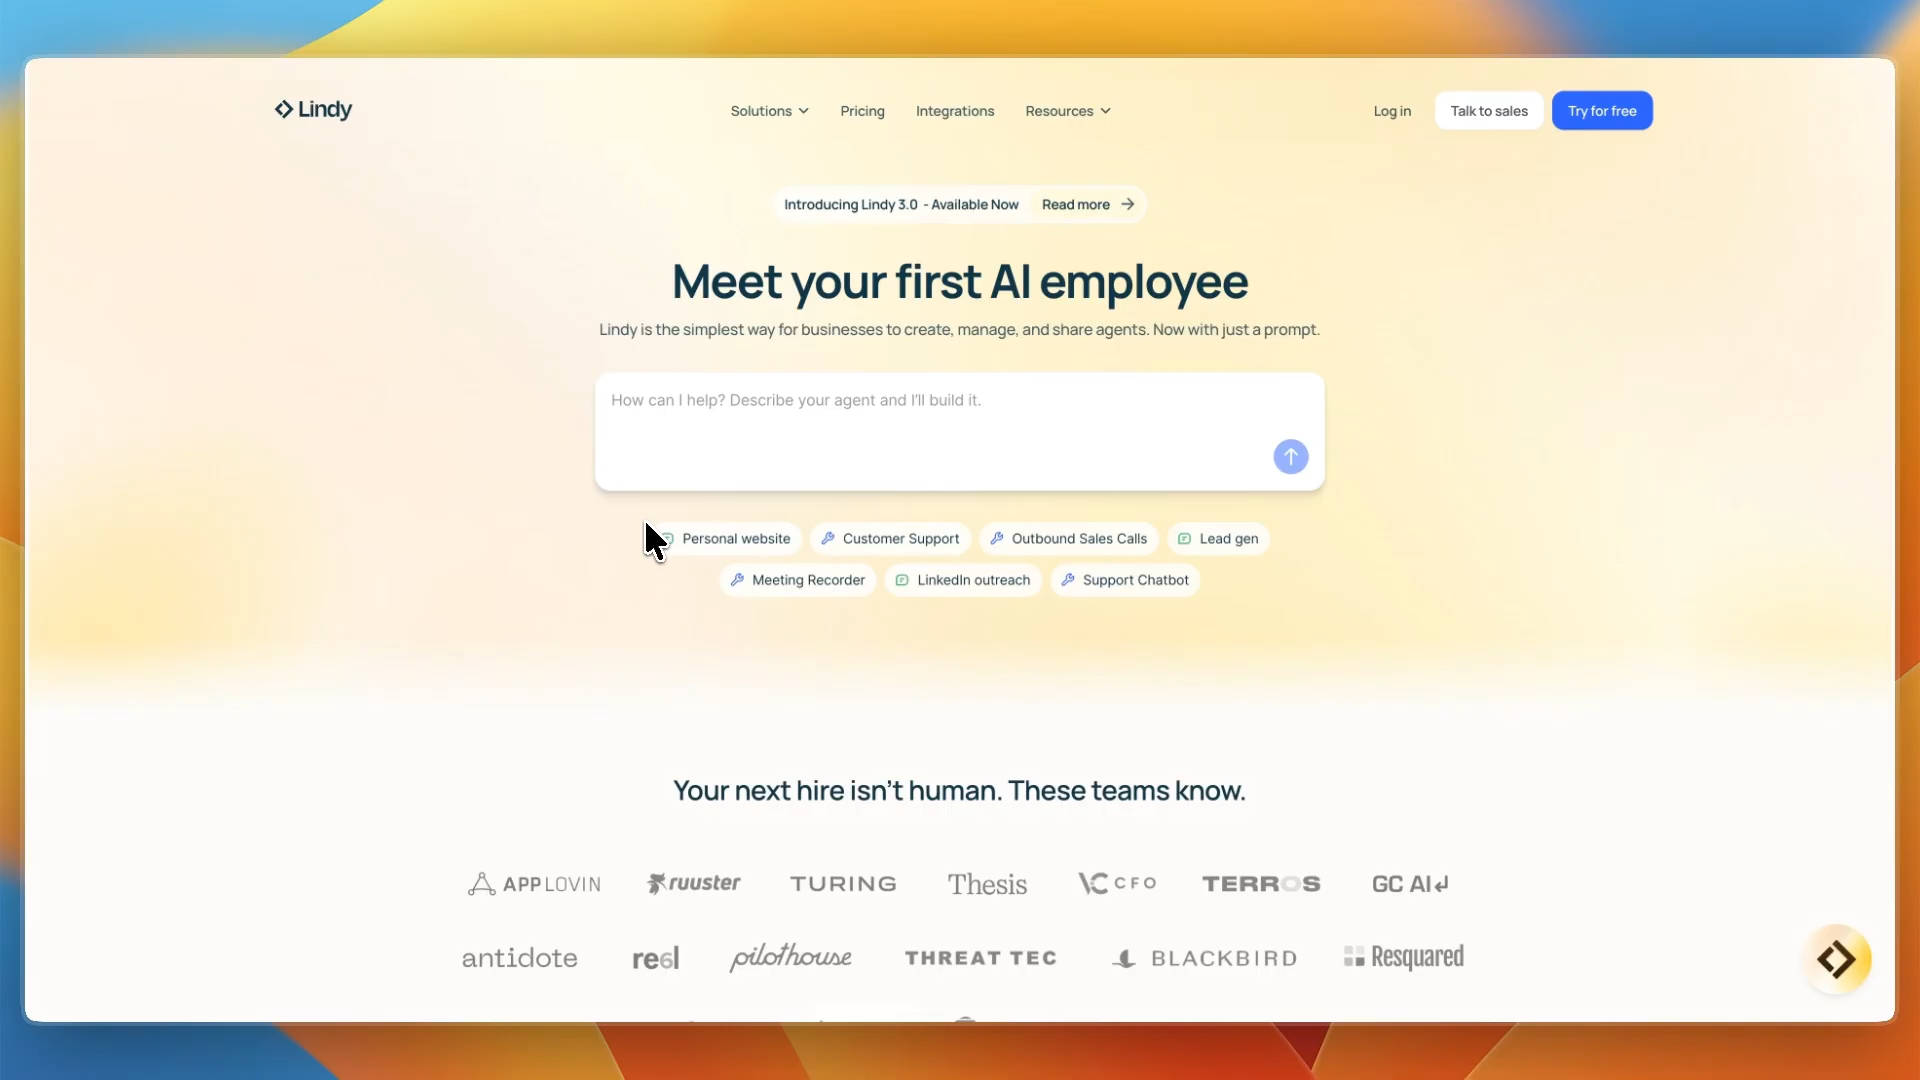 Lindy
Solutions Pricing Integrations Resources
Log in Talk to sales Try for free
Introducing Lindy 3.0 - Available Now Read more
Meet your first AI employee
Lindy is the simplest way for businesses to create, manage, and share agents. Now with just a prompt.
How can I help? Describe your agent and I'll build it.
Personal website Customer Support Outbound Sales Calls Lead gen
Meeting Recorder LinkedIn outreach Support Chatbot
Your next hire isn't human. These teams know.
APPLOVIN ruuster TURING Thesis VC CFO TERROS GC AI
antidote reel pilothouse THREAT TEC BLACKBIRD Resquared